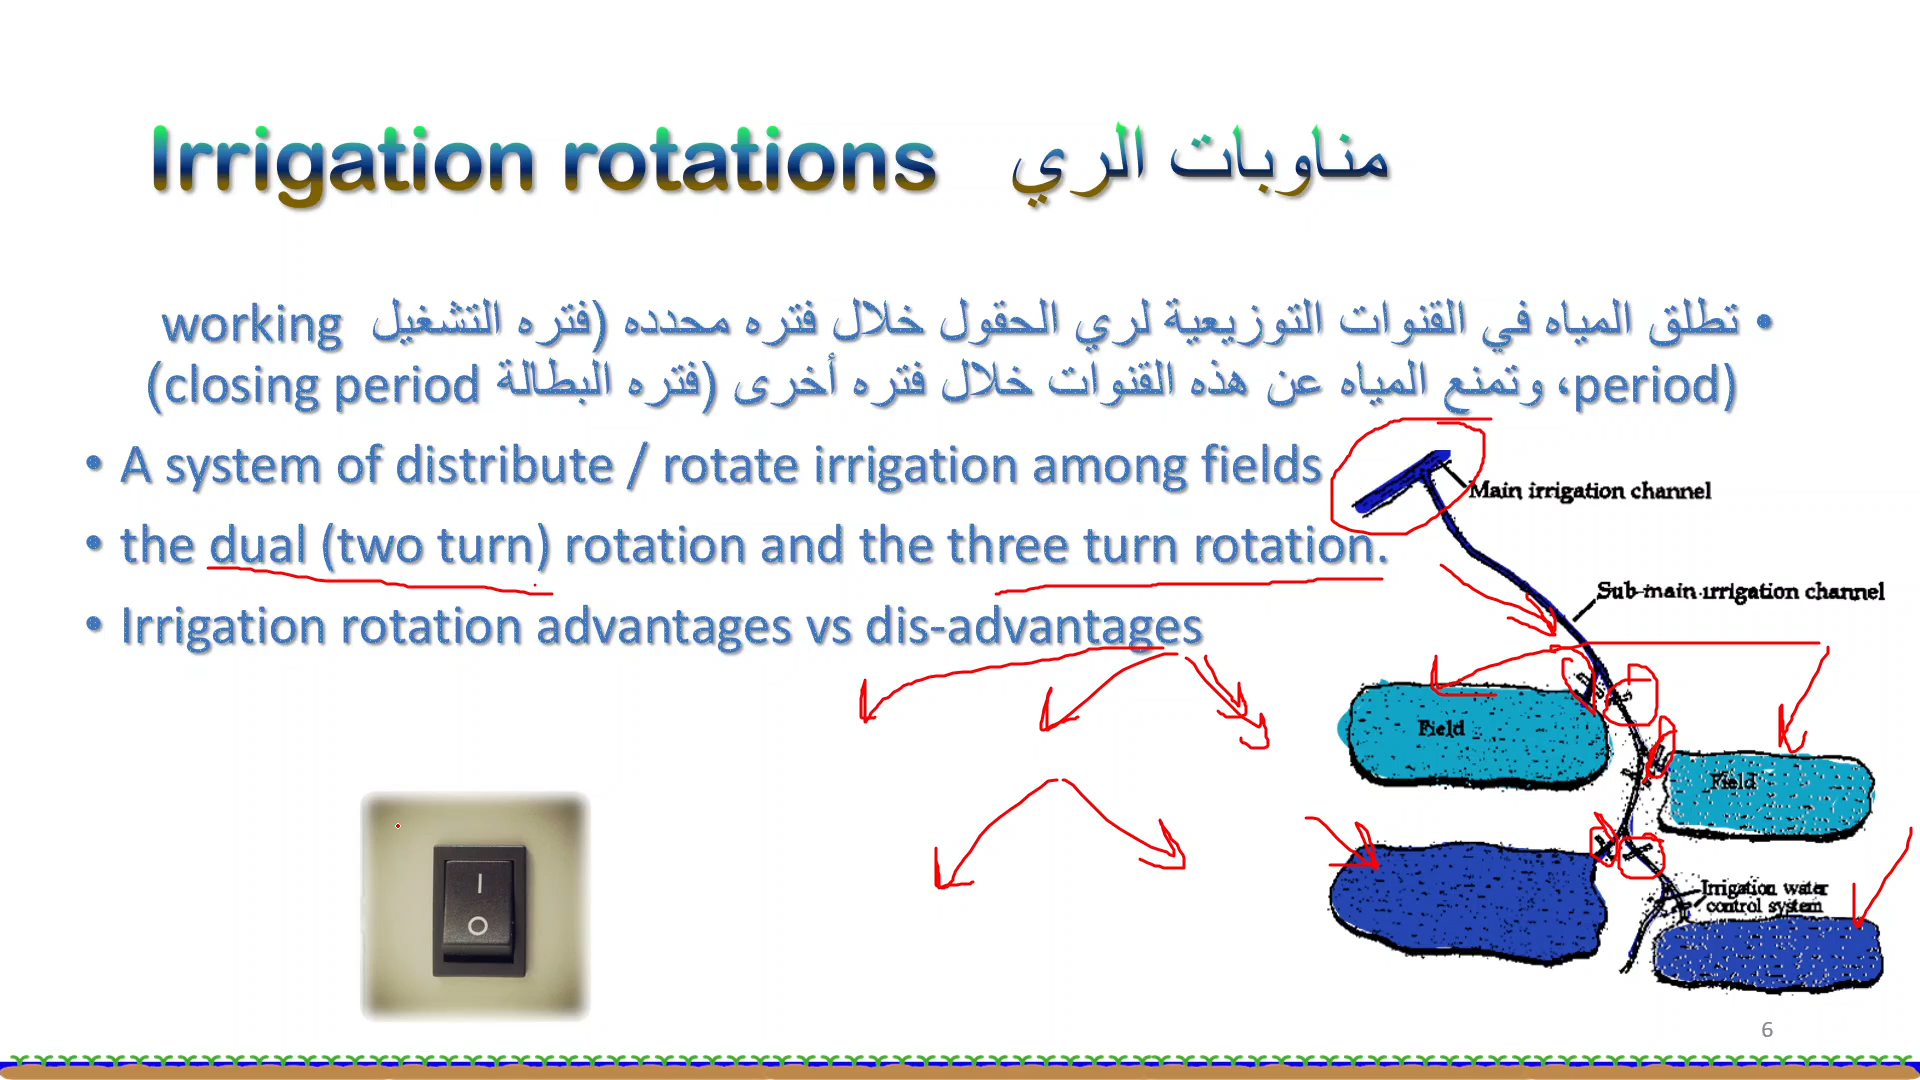 Irrigation rotations مناوبات الري
• تطلق المياه في القنوات التوزيعية لري الحقول خلال فتره محدده (فتره التشغيل working
period)، وتمنع المياه عن هذه القنوات خلال فتره أخرى (فتره البطالة closing period)
• A system of distribute / rotate irrigation among fields
• the dual (two turn) rotation and the three turn rotation.
• Irrigation rotation advantages vs dis-advantages
Main irrigation channel
Sub-main irrigation channel
Field
Field
Irrigation water
control system
I
O
6